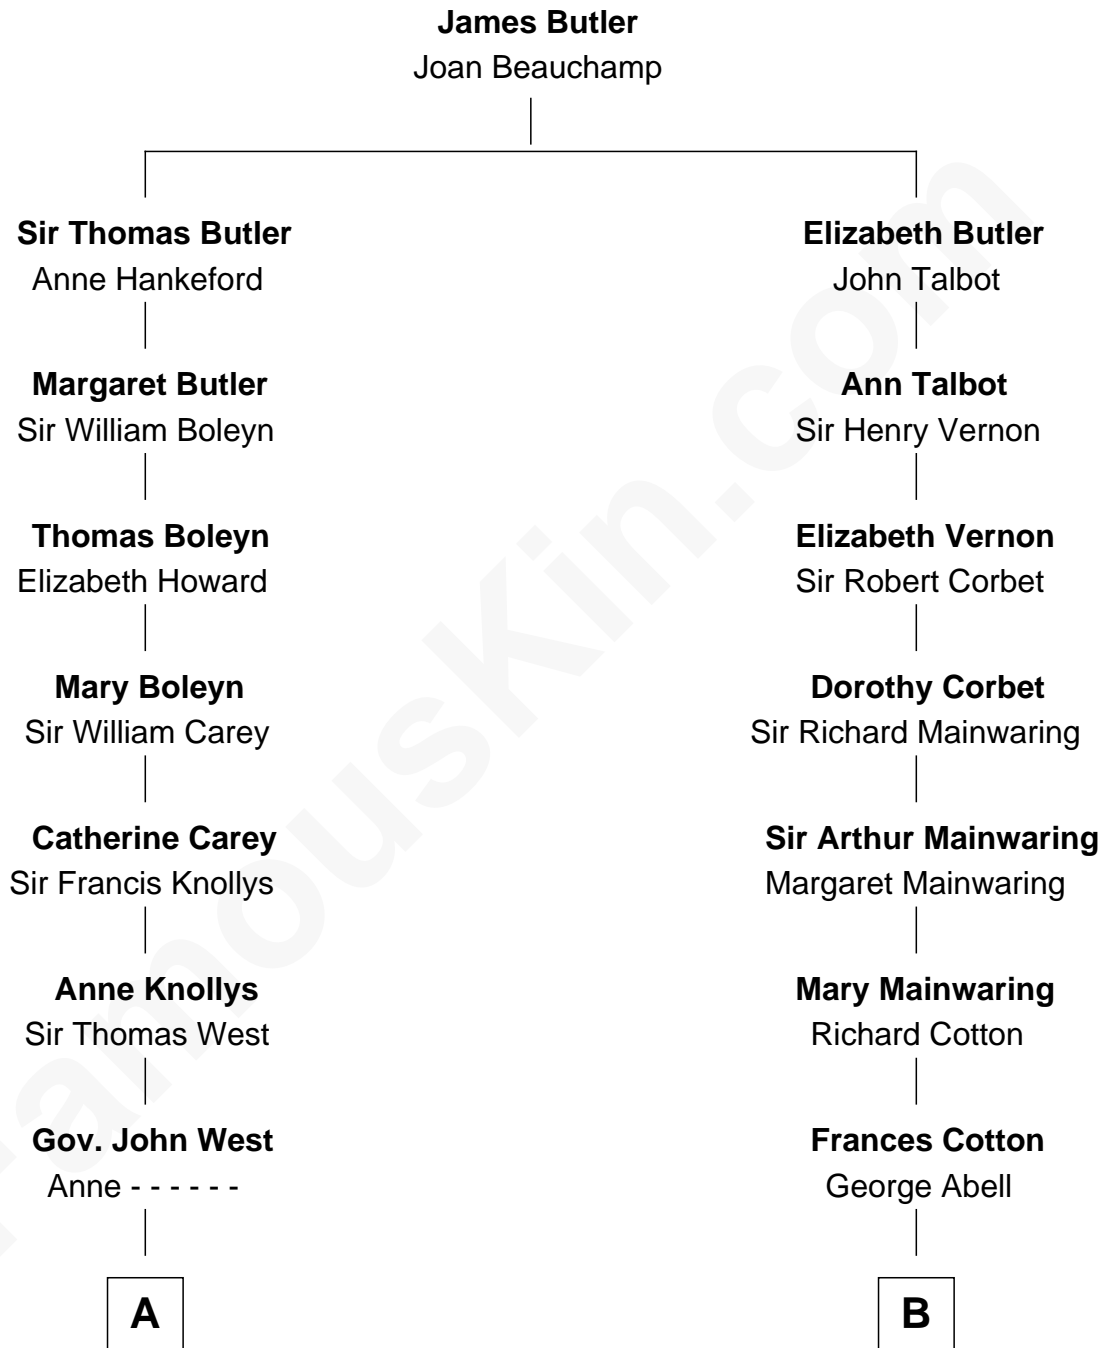 James Butler
Joan Beauchamp
Sir Thomas Butler
Anne Hankeford
Elizabeth Butler
John Talbot
Margaret Butler
Sir William Boleyn
Ann Talbot
Sir Henry Vernon
Thomas Boleyn
Elizabeth Howard
Elizabeth Vernon
Sir Robert Corbet
Mary Boleyn
Sir William Carey
Dorothy Corbet
Sir Richard Mainwaring
Catherine Carey
Sir Francis Knollys
Sir Arthur Mainwaring
Margaret Mainwaring
Anne Knollys
Sir Thomas West
Mary Mainwaring
Richard Cotton
Gov. John West
Anne - - - - - -
Frances Cotton
George Abell
A
B
FamousKin.com